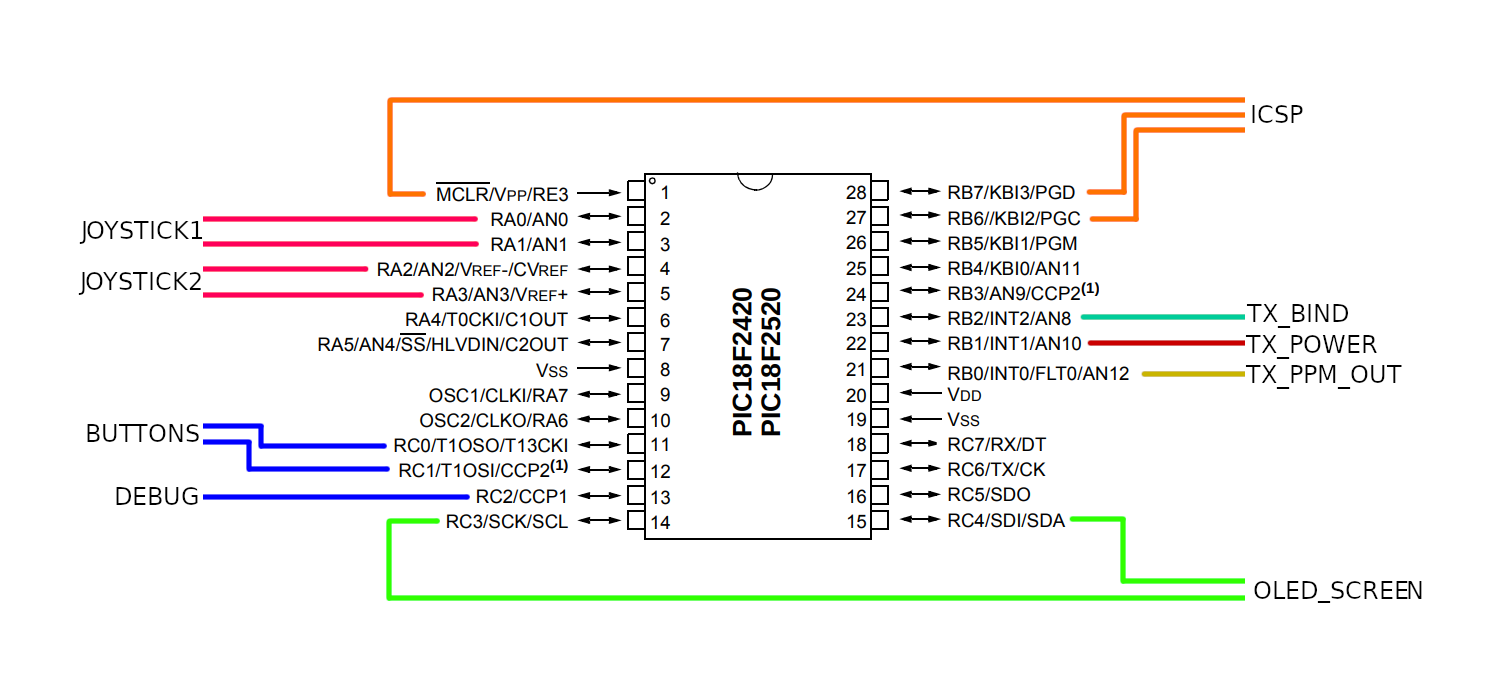 ICSP
MCLR/VPP/RE3 1 28 RB7/KBI3/PGD
JOYSTICK1 RA0/AN0 2 27 RB6//KBI2/PGC
RA1/AN1 3 26 RB5/KBI1/PGM
JOYSTICK2 RA2/AN2/VREF-/CVREF 4 25 RB4/KBI0/AN11
RA3/AN3/VREF+ 5 24 RB3/AN9/CCP2(1)
RA4/T0CKI/C1OUT 6 23 RB2/INT2/AN8 TX_BIND
RA5/AN4/SS/HLVDIN/C2OUT 7 22 RB1/INT1/AN10 TX_POWER
VSS 8 21 RB0/INT0/FLT0/AN12 TX_PPM_OUT
OSC1/CLKI/RA7 9 20 VDD
OSC2/CLKO/RA6 10 19 VSS
BUTTONS RC0/T1OSO/T13CKI 11 18 RC7/RX/DT
RC1/T1OSI/CCP2(1) 12 17 RC6/TX/CK
DEBUG RC2/CCP1 13 16 RC5/SDO
RC3/SCK/SCL 14 15 RC4/SDI/SDA
OLED_SCREEN
PIC18F2420
PIC18F2520